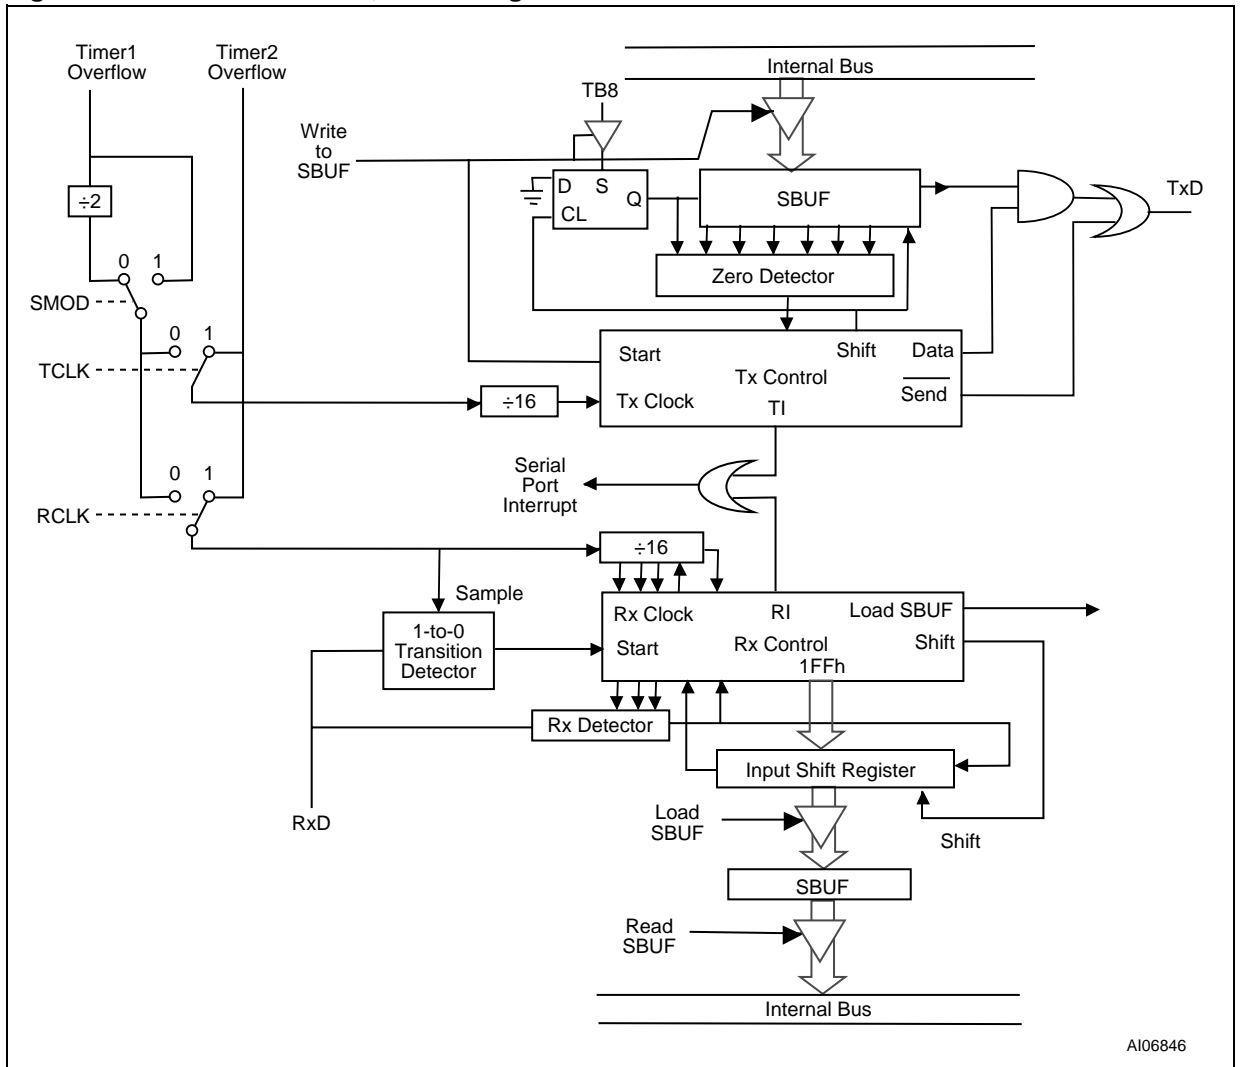 Timer1
Overflow
Timer2
Overflow
Internal Bus
TB8
Write
to
SBUF
D S
Q
CL
SBUF
TxD
÷2
Zero Detector
0 1
SMOD
0 1
TCLK
Start
Shift
Data
Tx Control
Send
Tx Clock
TI
÷16
Serial
Port
Interrupt
0 1
RCLK
÷16
Sample
1-to-0
Transition
Detector
Rx Clock
RI
Load SBUF
Start
Rx Control
Shift
1FFh
Rx Detector
Input Shift Register
RxD
Load
SBUF
Shift
SBUF
Read
SBUF
Internal Bus
AI06846